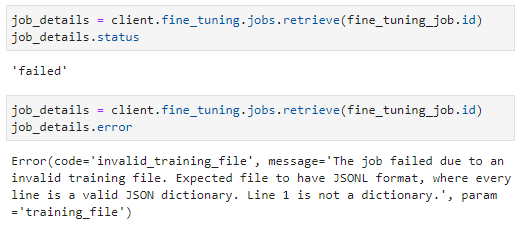 job_details = client.fine_tuning.jobs.retrieve(fine_tuning_job.id)
job_details.status
'failed'
job_details = client.fine_tuning.jobs.retrieve(fine_tuning_job.id)
job_details.error
Error(code='invalid_training_file', message='The job failed due to an
invalid training file. Expected file to have JSONL format, where every
line is a valid JSON dictionary. Line 1 is not a dictionary.', param
='training_file')